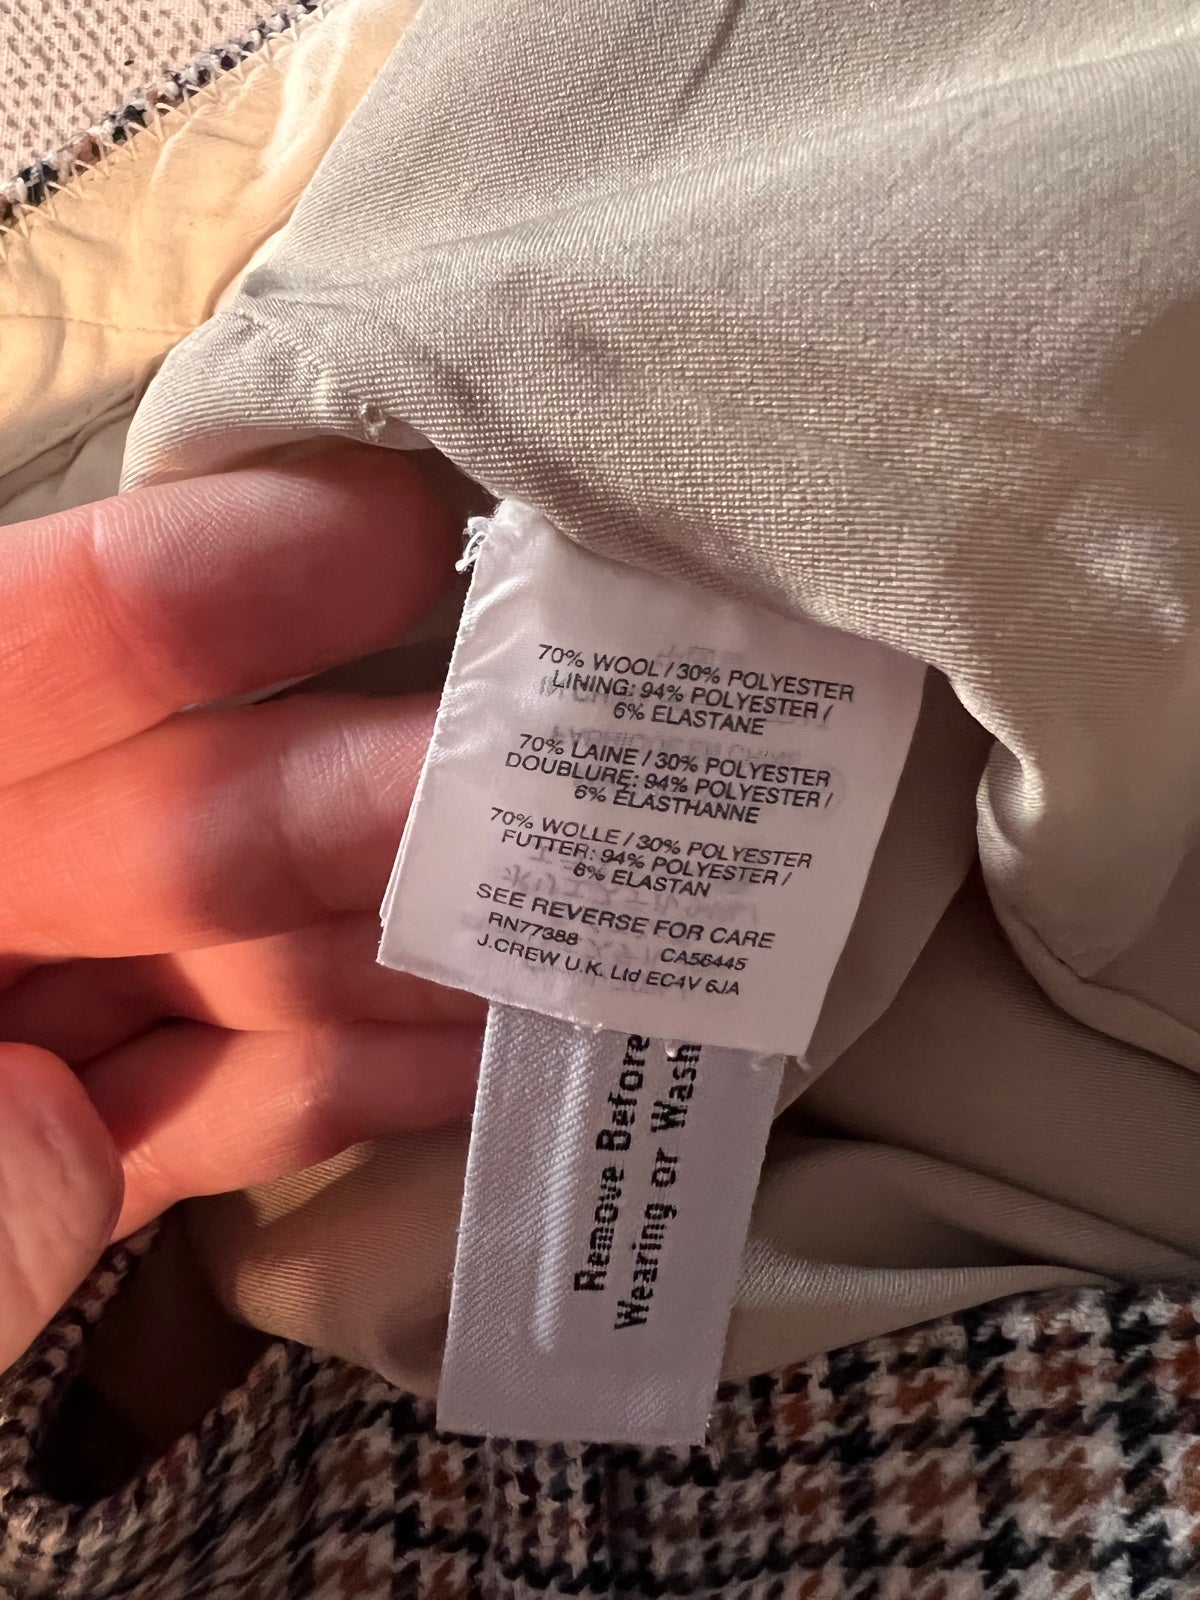 70% WOOL / 30% POLYESTER
LINING: 94% POLYESTER /
6% ELASTANE
70% LAINE / 30% POLYESTER
DOUBLURE: 94% POLYESTER /
6% ÉLASTHANNE
70% WOLLE / 30% POLYESTER
FUTTER: 94% POLYESTER /
6% ELASTAN
SEE REVERSE FOR CARE
RN77388 CA56445
J.CREW U.K. Ltd EC4V 6JA
Remove Before
Wearing or Wash